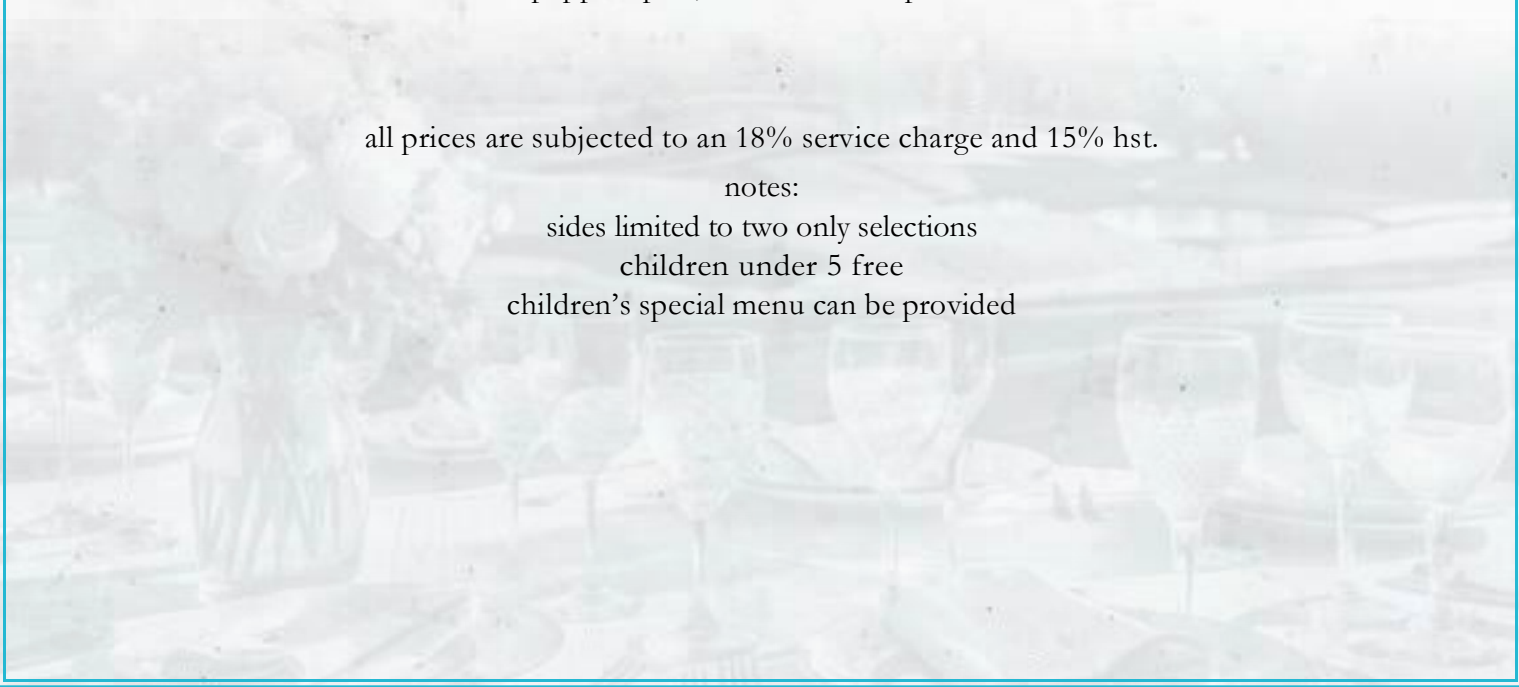 all prices are subjected to an 18% service charge and 15% hst.
notes:
sides limited to two only selections
children under 5 free
children’s special menu can be provided